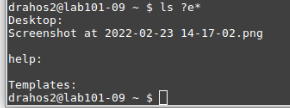 drahos2@lab101-09 ~ $ ls ?e*
Desktop:
Screenshot at 2022-02-23 14-17-02.png
help:
Templates:
drahos2@lab101-09 ~ $